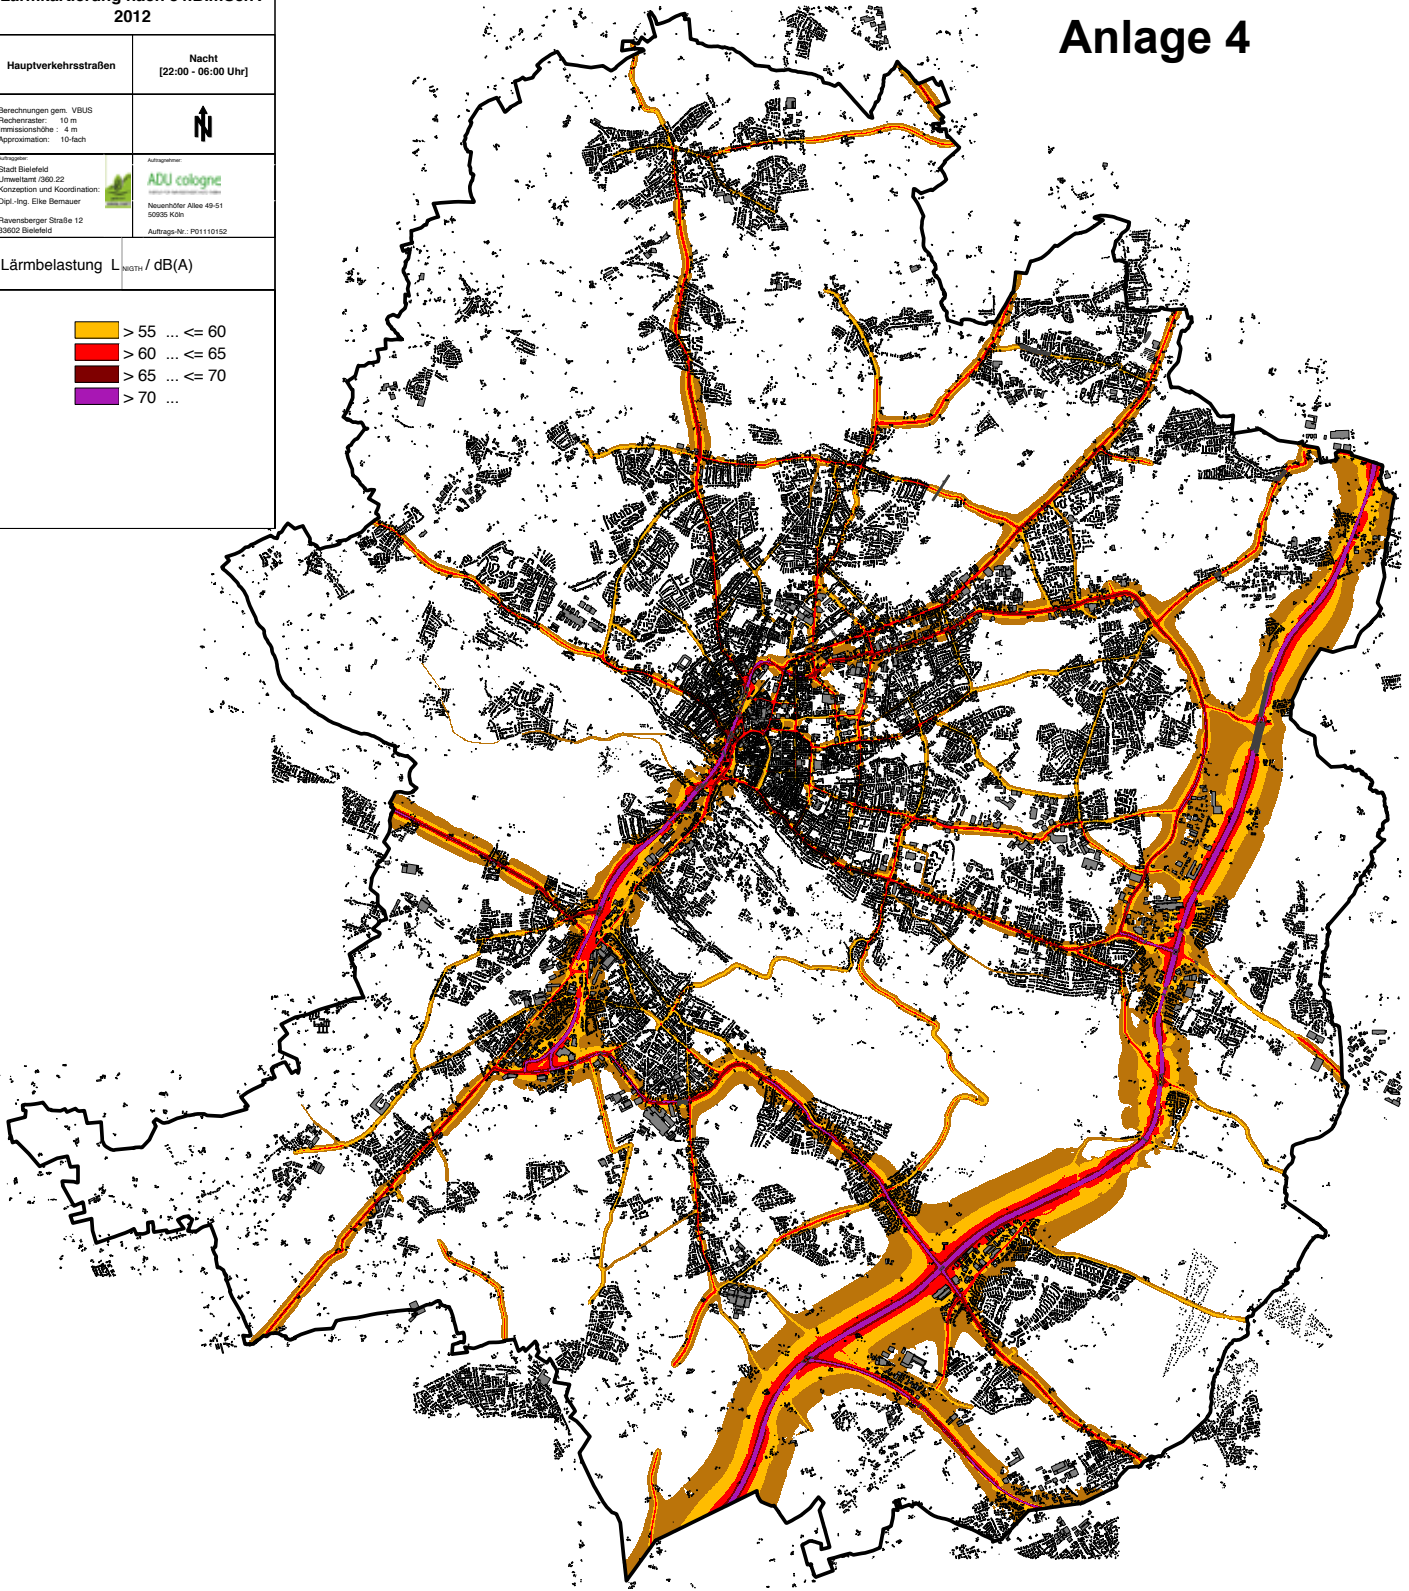 2012
Anlage 4
Hauptverkehrsstraßen
Nacht
[22:00 - 06:00 Uhr]
Berechnungen gem. VBUS
Rechenraster: 10 m
Immissionshöhe : 4 m
Approximation: 10-fach
Auftraggeber:
Stadt Bielefeld
Umweltamt /360.22
Konzeption und Koordination:
Dipl.-Ing. Elke Bernauer
Ravensberger Straße 12
33602 Bielefeld
Auftragnehmer:
ADU cologne
Neuenhöfer Allee 49-51
50935 Köln
Auftrags-Nr.: P01110152
Lärmbelastung L NIGTH / dB(A)
> 55 ... <= 60
> 60 ... <= 65
> 65 ... <= 70
> 70 ...